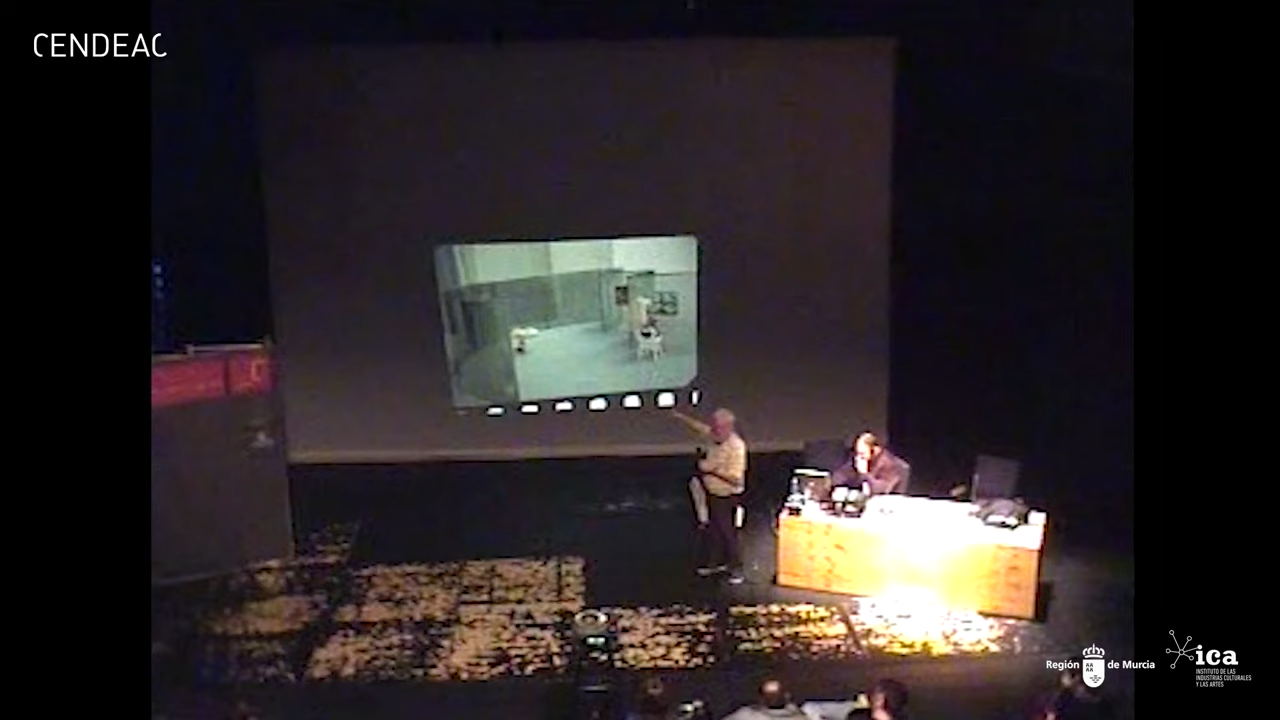 CENDEAC
Región de Murcia
ica
INSTITUTO DE LAS
INDUSTRIAS CULTURALES
Y LAS ARTES